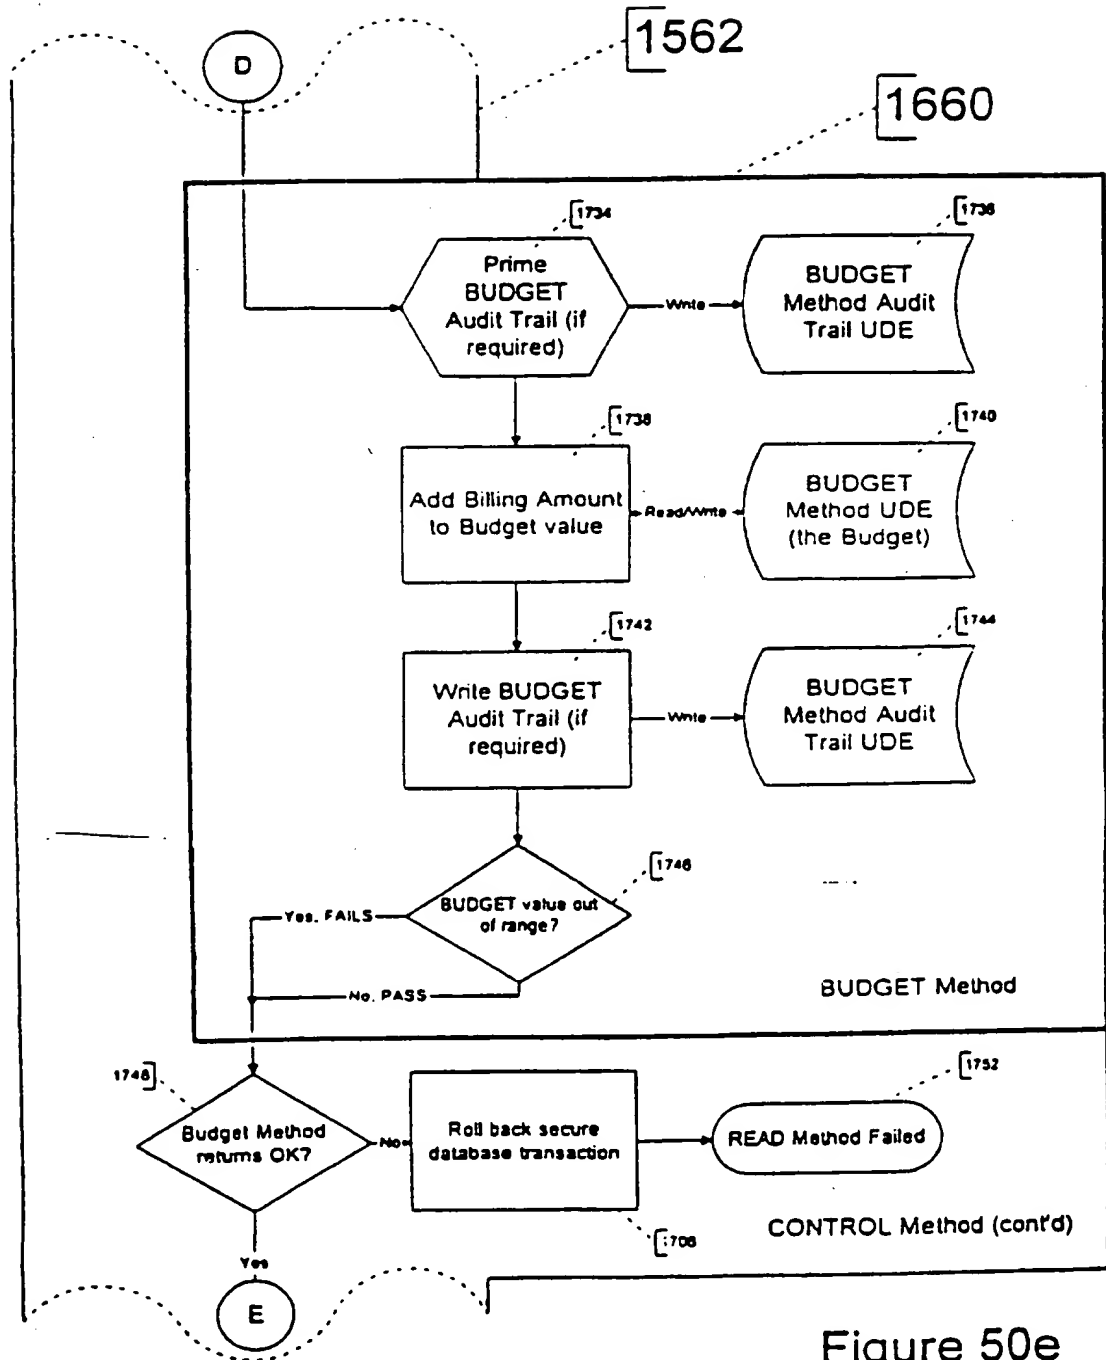 D
1562
1660
1734
Prime
BUDGET
Audit Trail (if
required)
Write
1736
BUDGET
Method Audit
Trail UDE
1738
Add Billing Amount
to Budget value
Read/Write
1740
BUDGET
Method UDE
(the Budget)
1742
Write BUDGET
Audit Trail (if
required)
Write
1744
BUDGET
Method Audit
Trail UDE
1746
BUDGET value out
of range?
Yes, FAILS
No, PASS
BUDGET Method
1748
Budget Method
returns OK?
No
Roll back secure
database transaction
1752
READ Method Failed
CONTROL Method (cont'd)
Yes
E
Figure 50e